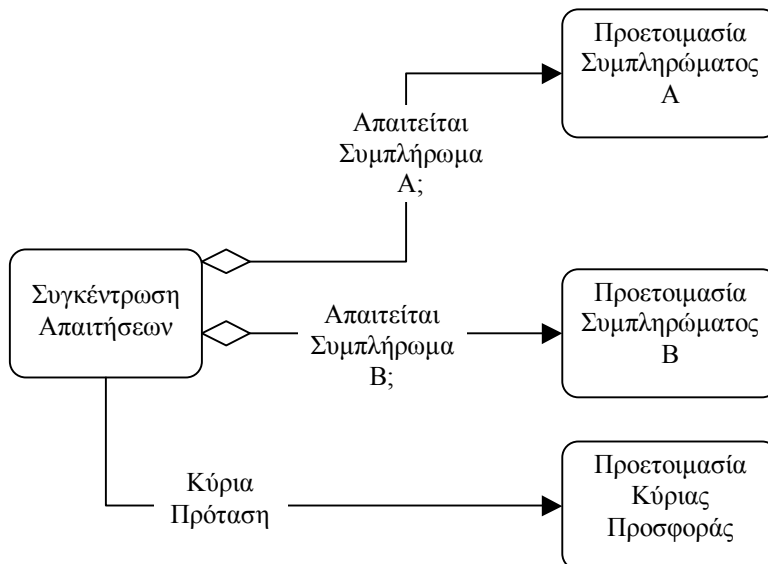 Προετοιμασία
Συμπληρώματος
Α
Απαιτείται
Συμπλήρωμα
Α;
Συγκέντρωση
Απαιτήσεων
Απαιτείται
Συμπλήρωμα
Β;
Προετοιμασία
Συμπληρώματος
Β
Κύρια
Πρόταση
Προετοιμασία
Κύριας
Προσφοράς